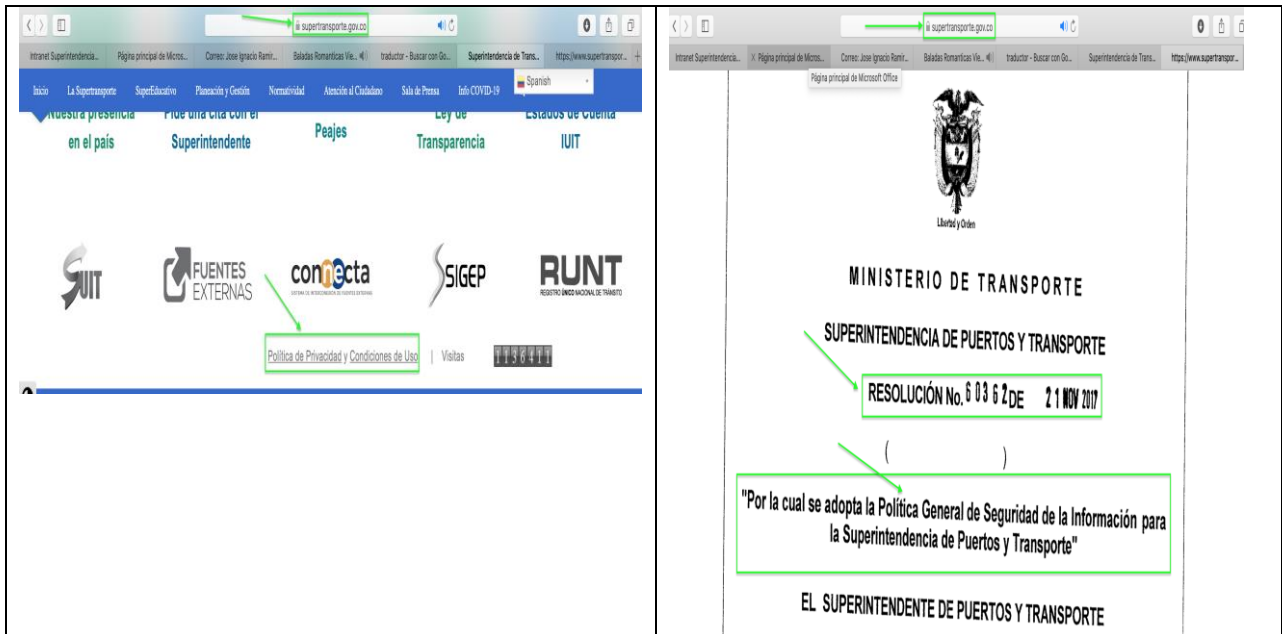 supertransporte.gov.co
Intranet Superintendencia... Página principal de Micros... Correo: Jose Ignacio Ramir... Baladas Romanticas Vie... traductor - Buscar con Go... Superintendencia de Trans... https://www.supertranspor...
Spanish
Inicio La Supertransporte SuperEducativo Planeación y Gestión Normatividad Atención al Ciudadano Sala de Prensa Info COVID-19
Nuestra presencia
en el país
Pide una cita con el
Superintendente
Peajes
Ley de
Transparencia
Estados de Cuenta
IUIT
SUIT
FUENTES
EXTERNAS
connecta
SIGEP
RUNT
REGISTRO ÚNICO NACIONAL DE TRÁNSITO
Política de Privacidad y Condiciones de Uso | Visitas 1136411
supertransporte.gov.co
Intranet Superintendencia... X Página principal de Micros... Correo: Jose Ignacio Ramir... Baladas Romanticas Vie... traductor - Buscar con Go... Superintendencia de Trans... https://www.supertranspor...
Página principal de Microsoft Office
Libertad y Orden
MINISTERIO DE TRANSPORTE
SUPERINTENDENCIA DE PUERTOS Y TRANSPORTE
RESOLUCIÓN No. 60362 DE 21 NOV 2017
( )
"Por la cual se adopta la Política General de Seguridad de la Información para
la Superintendencia de Puertos y Transporte"
EL SUPERINTENDENTE DE PUERTOS Y TRANSPORTE